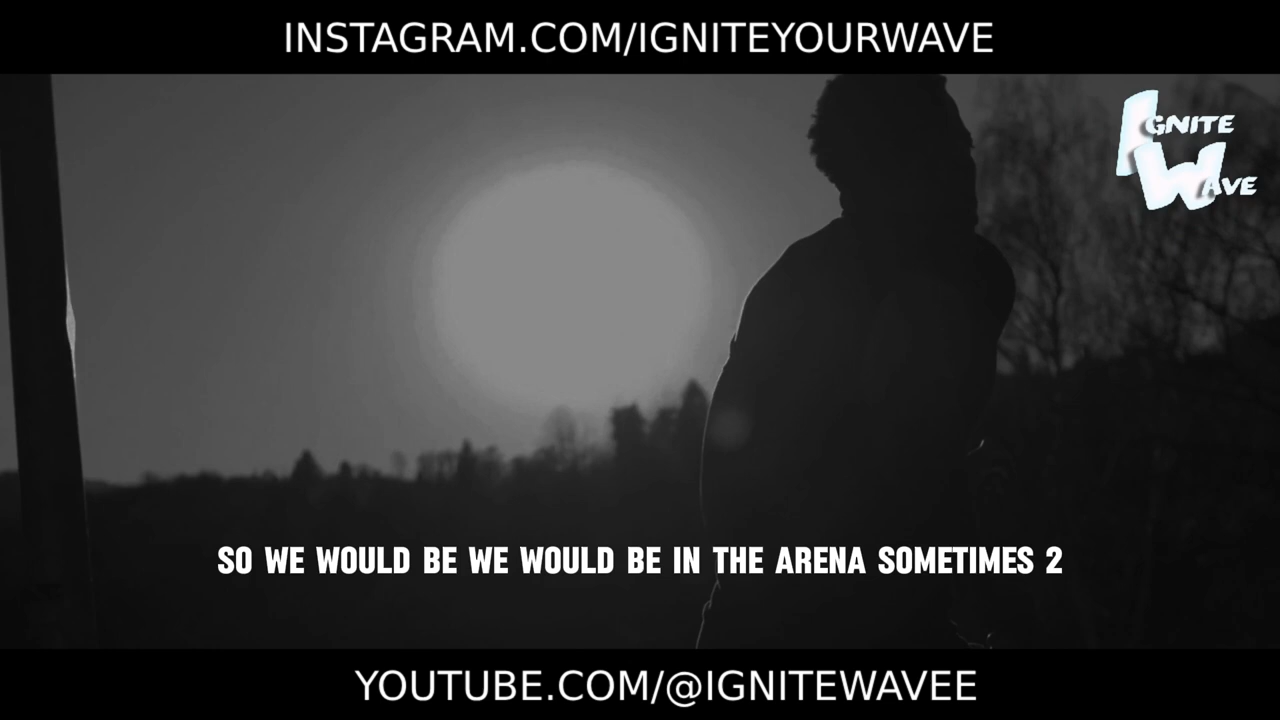 INSTAGRAM.COM/IGNITEYOURWAVE
IGNITE
WAVE
SO WE WOULD BE WE WOULD BE IN THE ARENA SOMETIMES 2
YOUTUBE.COM/@IGNITEWAVEE